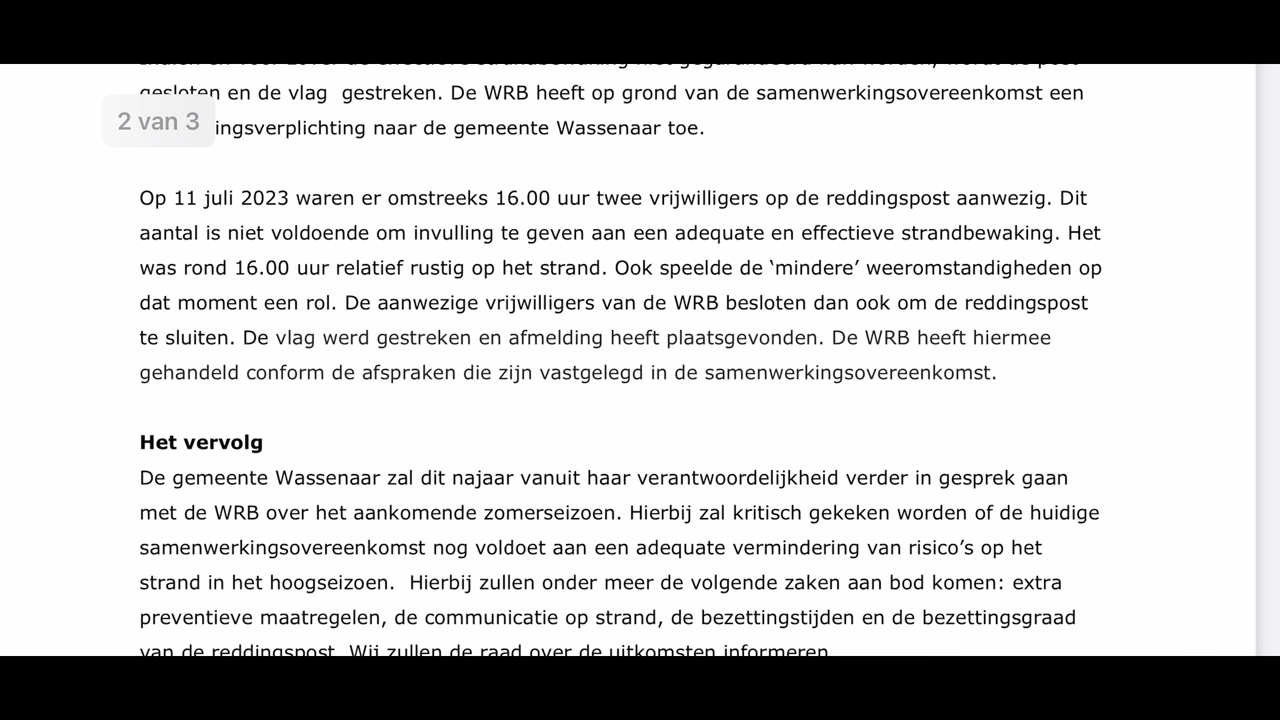 gesloten en de vlag  gestreken. De WRB heeft op grond van de samenwerkingsovereenkomst een
2 van 3
ingsverplichting naar de gemeente Wassenaar toe.
Op 11 juli 2023 waren er omstreeks 16.00 uur twee vrijwilligers op de reddingspost aanwezig. Dit
aantal is niet voldoende om invulling te geven aan een adequate en effectieve strandbewaking. Het
was rond 16.00 uur relatief rustig op het strand. Ook speelde de ‘mindere’ weeromstandigheden op
dat moment een rol. De aanwezige vrijwilligers van de WRB besloten dan ook om de reddingspost
te sluiten. De vlag werd gestreken en afmelding heeft plaatsgevonden. De WRB heeft hiermee
gehandeld conform de afspraken die zijn vastgelegd in de samenwerkingsovereenkomst.
Het vervolg
De gemeente Wassenaar zal dit najaar vanuit haar verantwoordelijkheid verder in gesprek gaan
met de WRB over het aankomende zomerseizoen. Hierbij zal kritisch gekeken worden of de huidige
samenwerkingsovereenkomst nog voldoet aan een adequate vermindering van risico’s op het
strand in het hoogseizoen.  Hierbij zullen onder meer de volgende zaken aan bod komen: extra
preventieve maatregelen, de communicatie op strand, de bezettingstijden en de bezettingsgraad
van de reddingspost. Wij zullen de raad over de uitkomsten informeren.